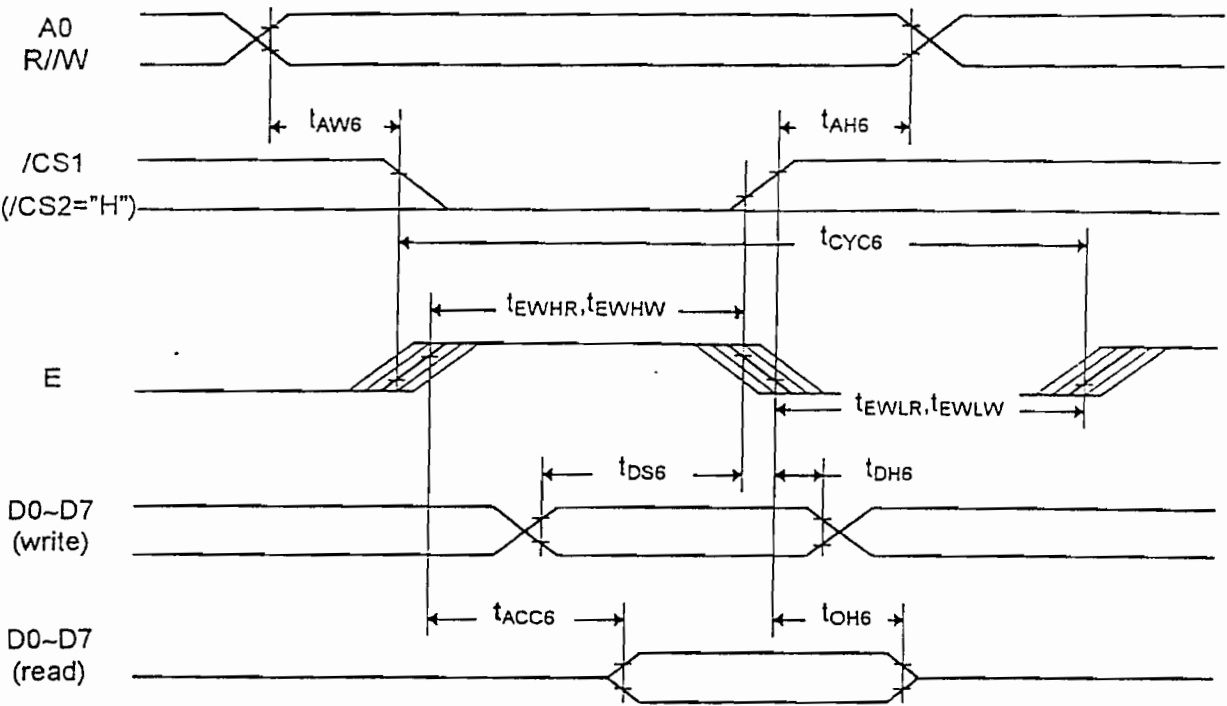 A0
R//W
tAW6
tAH6
/CS1
(/CS2="H")
tCYC6
tEWHR,tEWHW
E
tEWLR,tEWLW
tDS6
tDH6
D0~D7
(write)
tACC6
tOH6
D0~D7
(read)